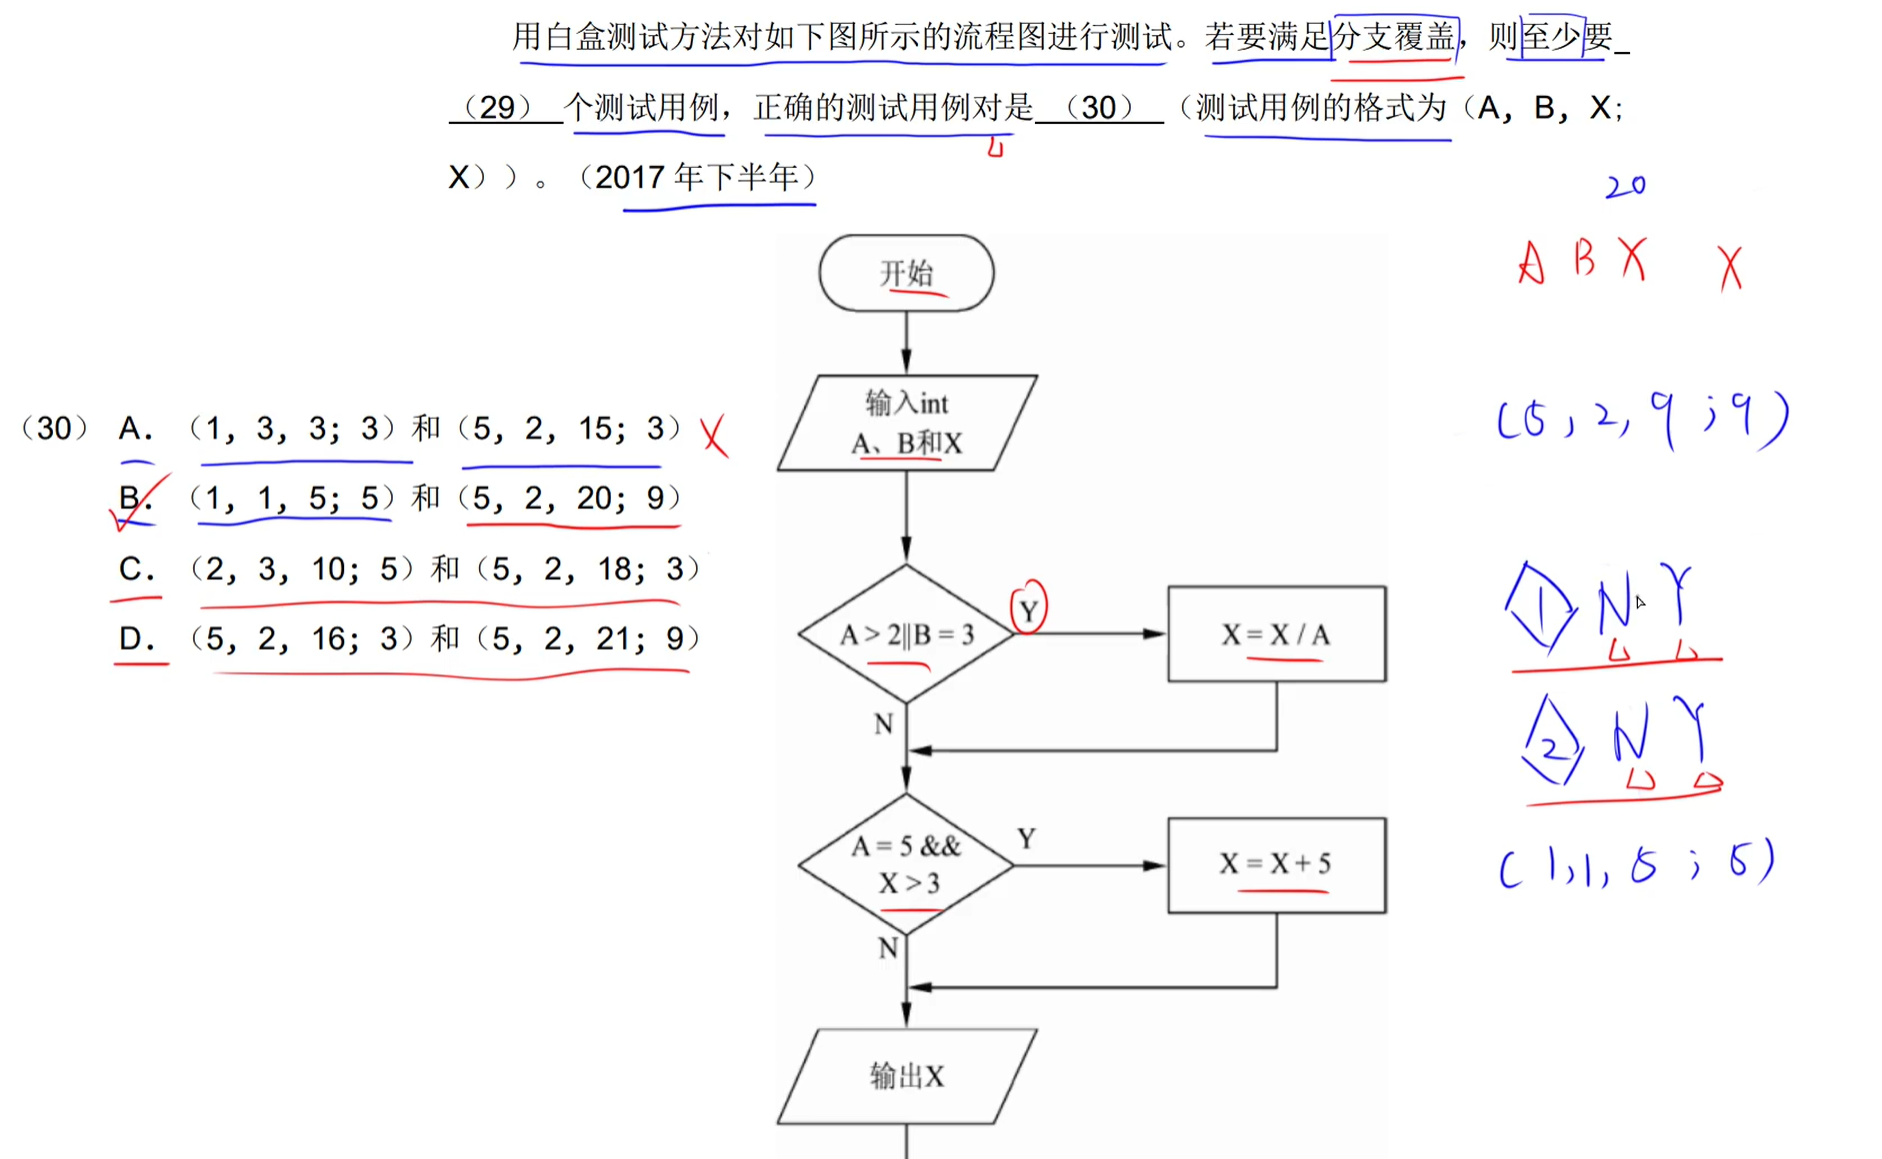 用白盒测试方法对如下图所示的流程图进行测试。若要满足分支覆盖，则至少要_
（29） 个测试用例，正确的测试用例对是 （30） （测试用例的格式为（A，B，X；
X））。（2017 年下半年）
20
A B X X
开始
输入int
A、B和X
（30） A. （1，3，3；3）和（5，2，15；3） X
B. （1，1，5；5）和（5，2，20；9）
C. （2，3，10；5）和（5，2，18；3）
D. （5，2，16；3）和（5，2，21；9）
(5, 2, 9 ; 9)
A > 2||B = 3
Y
X = X / A
N
1 N Y
2 N Y
A = 5 &&
X > 3
Y
X = X + 5
N
(1, 1, 5 ; 5)
输出X